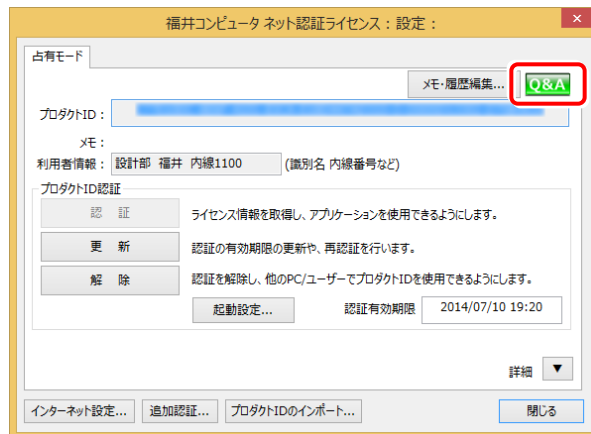 福井コンピュータ ネット認証ライセンス：設定：
占有モード
メモ・履歴編集... Q&A
プロダクトID：
メモ：
利用者情報： 設計部 福井 内線1100 (識別名 内線番号など)
プロダクトID認証
認 証 ライセンス情報を取得し、アプリケーションを使用できるようにします。
更 新 認証の有効期限の更新や、再認証を行います。
解 除 認証を解除し、他のPC/ユーザーでプロダクトIDを使用できるようにします。
起動設定... 認証有効期限 2014/07/10 19:20
詳細 ▼
インターネット設定... 追加認証... プロダクトIDのインポート... 閉じる